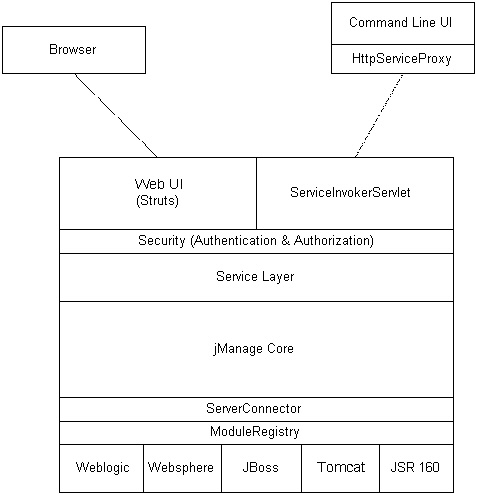 Command Line UI
Browser
HttpServiceProxy
Web UI
(Struts)
ServiceInvokerServlet
Security (Authentication & Authorization)
Service Layer
jManage Core
ServerConnector
ModuleRegistry
Weblogic
Websphere
JBoss
Tomcat
JSR 160